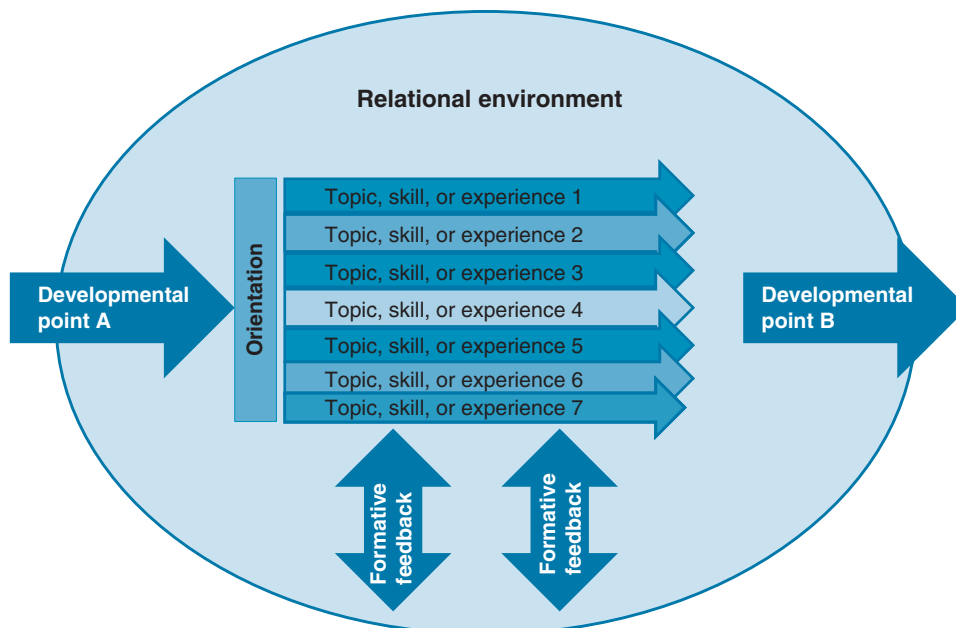 Relational environment
Developmental
point A
Orientation
Topic, skill, or experience 1
Topic, skill, or experience 2
Topic, skill, or experience 3
Topic, skill, or experience 4
Topic, skill, or experience 5
Topic, skill, or experience 6
Topic, skill, or experience 7
Developmental
point B
Formative
feedback
Formative
feedback